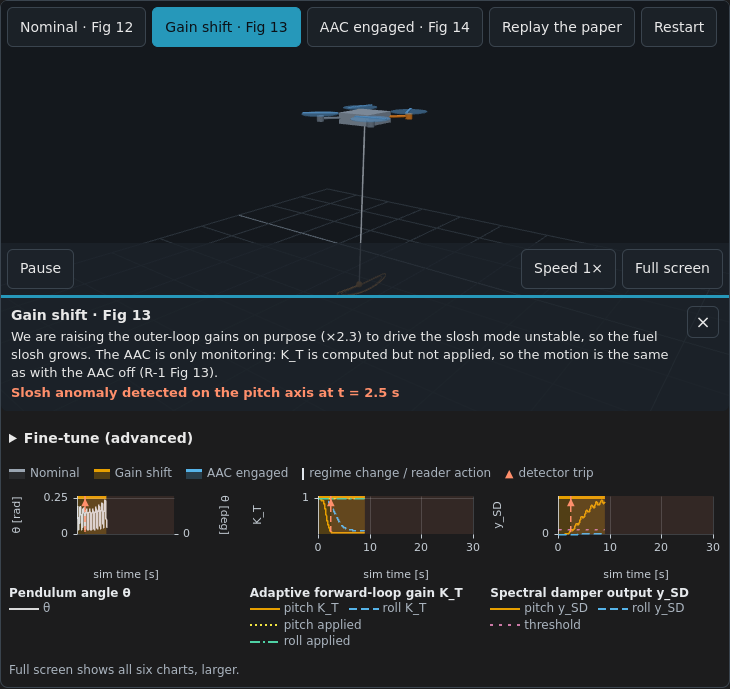 Nominal · Fig 12
Gain shift · Fig 13
AAC engaged · Fig 14
Replay the paper
Restart
Pause
Speed 1×
Full screen
Gain shift · Fig 13
×
We are raising the outer-loop gains on purpose (×2.3) to drive the slosh mode unstable, so the fuel
slosh grows. The AAC is only monitoring: K_T is computed but not applied, so the motion is the same
as with the AAC off (R-1 Fig 13).
Slosh anomaly detected on the pitch axis at t = 2.5 s
▶ Fine-tune (advanced)
Nominal
Gain shift
AAC engaged
regime change / reader action
▲ detector trip
θ [rad]
0.25
0
0
θ [deg]
sim time [s]
Pendulum angle θ
θ
K_T
1
0
10
20
30
sim time [s]
Adaptive forward-loop gain K_T
pitch K_T
roll K_T
pitch applied
roll applied
y_SD
0
0
10
20
30
sim time [s]
Spectral damper output y_SD
pitch y_SD
roll y_SD
threshold
Full screen shows all six charts, larger.